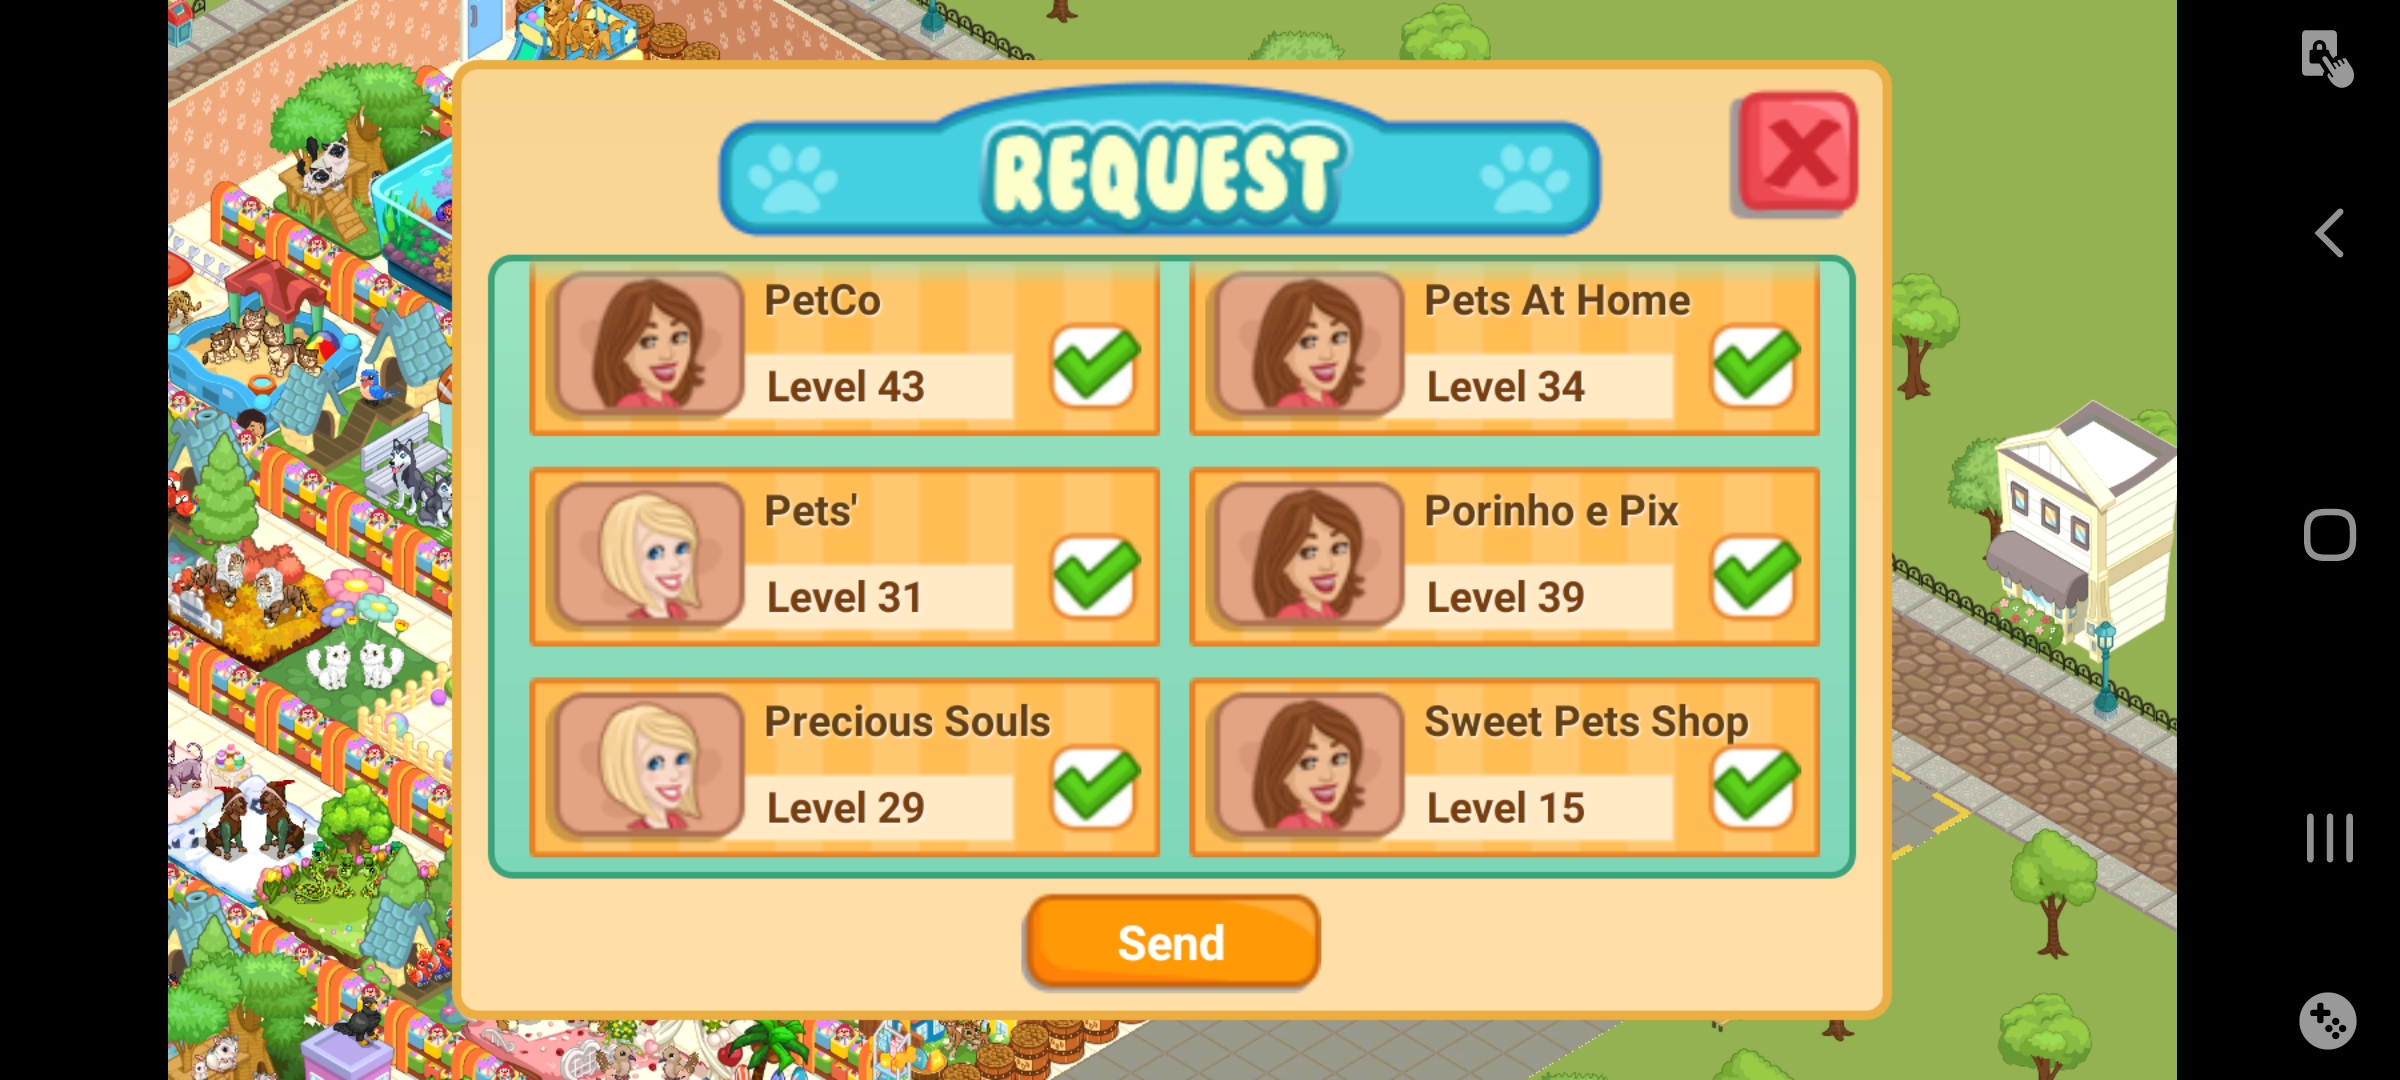 REQUEST
PetCo
Level 43
Pets At Home
Level 34
Pets'
Level 31
Porinho e Pix
Level 39
Precious Souls
Level 29
Sweet Pets Shop
Level 15
Send